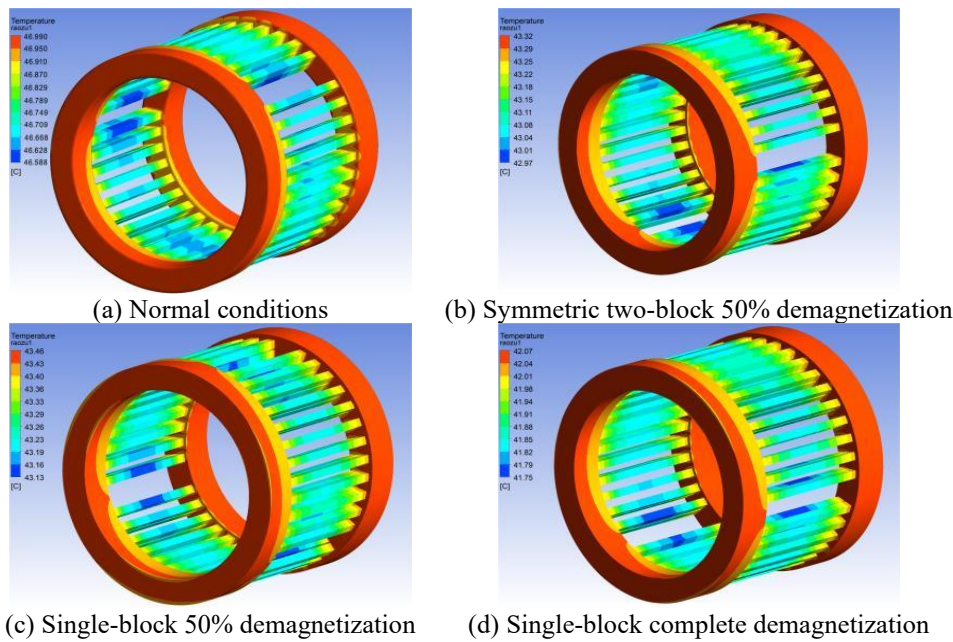 Temperature
raozu1
46.990
46.950
46.910
46.870
46.829
46.789
46.749
46.709
46.668
46.628
46.588
[C]
Temperature
raozu1
43.32
43.29
43.25
43.22
43.18
43.15
43.11
43.08
43.04
43.01
42.97
[C]
(a) Normal conditions
(b) Symmetric two-block 50% demagnetization
Temperature
raozu1
43.46
43.43
43.40
43.36
43.33
43.29
43.26
43.23
43.19
43.16
43.13
[C]
Temperature
raozu1
42.07
42.04
42.01
41.98
41.94
41.91
41.88
41.85
41.82
41.79
41.75
[C]
(c) Single-block 50% demagnetization
(d) Single-block complete demagnetization